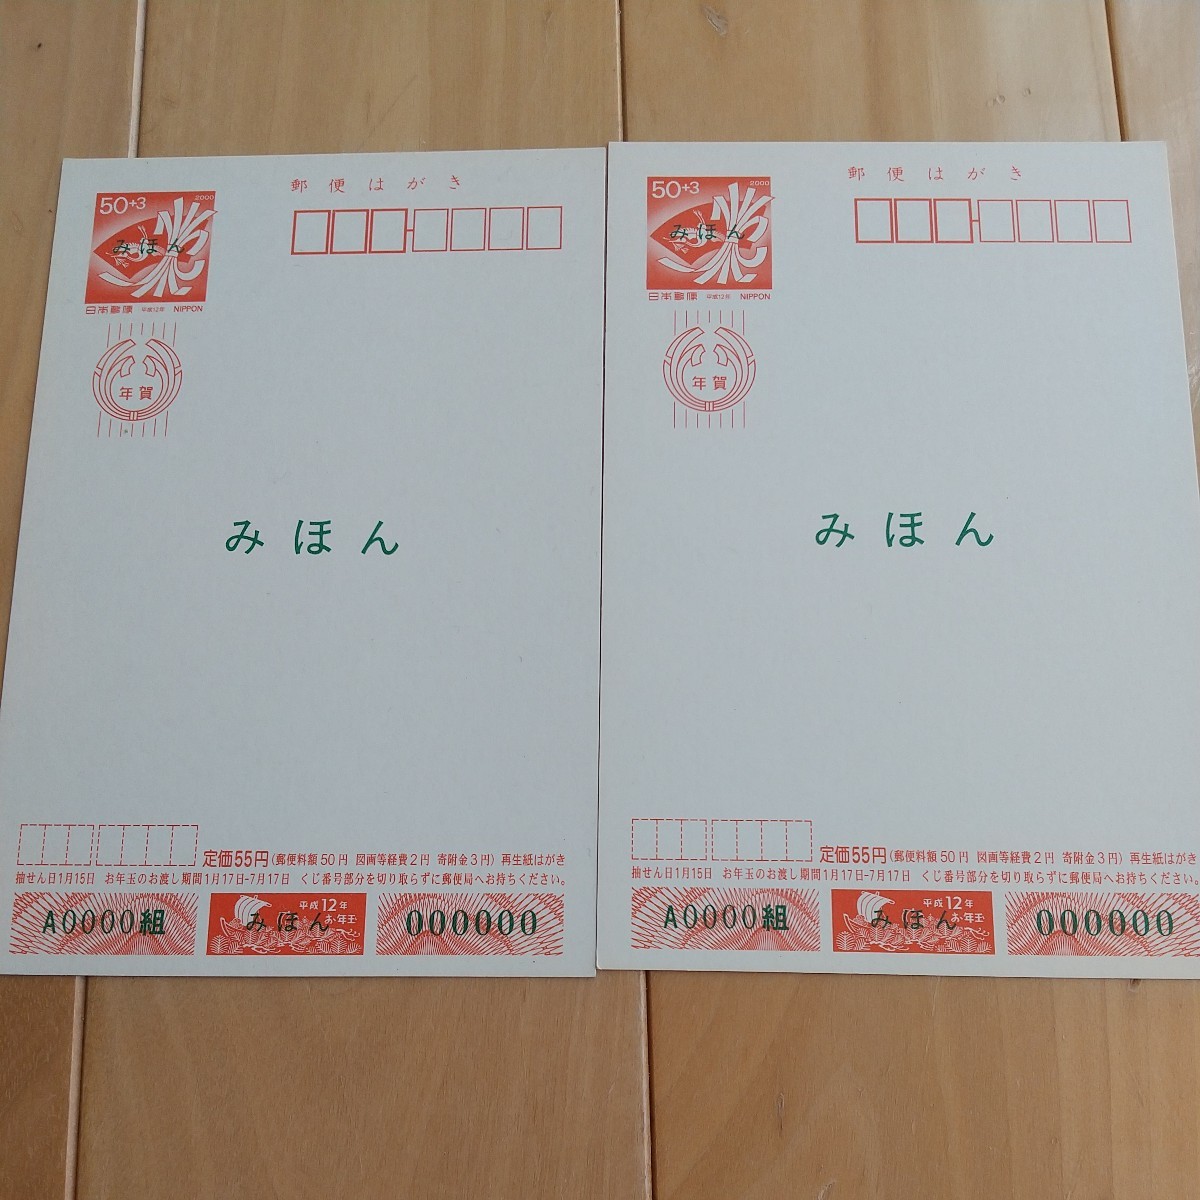 郵便はがき
50+3
2000
みほん
日本郵便 平成12年 NIPPON
年賀
みほん
定価55円(郵便料額50円 図画等経費2円 寄附金3円)再生紙はがき
抽せん日1月15日 お年玉のお渡し期間1月17日-7月17日 くじ番号部分を切り取らずに郵便局へお持ちください。
A0000組
平成12年
お年玉
みほん
000000
郵便はがき
50+3
2000
みほん
日本郵便 平成12年 NIPPON
年賀
みほん
定価55円(郵便料額50円 図画等経費2円 寄附金3円)再生紙はがき
抽せん日1月15日 お年玉のお渡し期間1月17日-7月17日 くじ番号部分を切り取らずに郵便局へお持ちください。
A0000組
平成12年
お年玉
みほん
000000